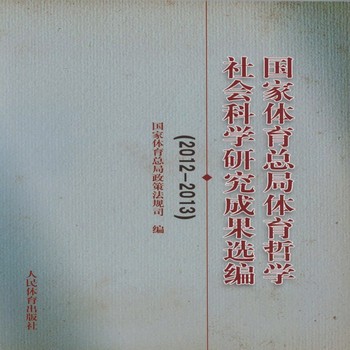 国家体育总局体育哲学
社会科学研究成果选编
(2012-2013)
国家体育总局政策法规司 编
人民体育出版社